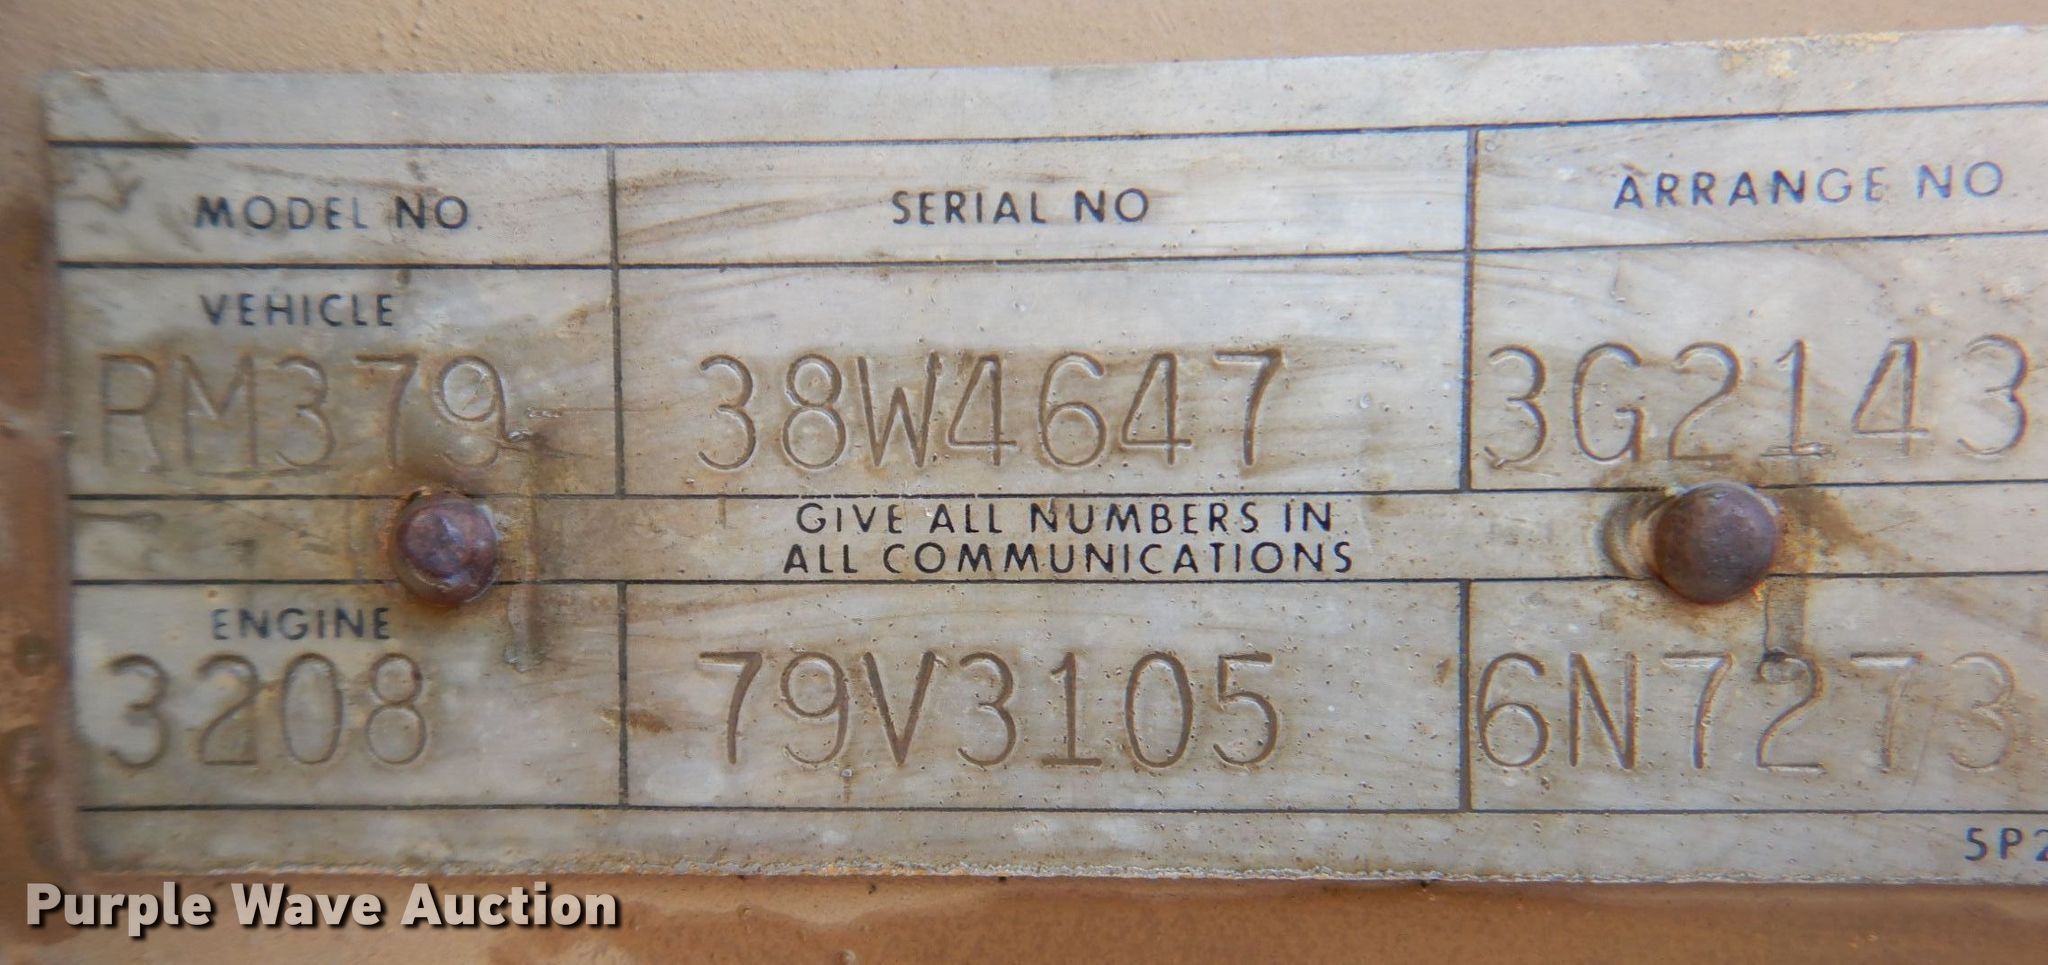 MODEL NO. SERIAL NO ARRANGE NO
VEHICLE
RM379 38W4647 3G2143
GIVE ALL NUMBERS IN
ALL COMMUNICATIONS
ENGINE
3208 79V3105 6N7273
5P2
Purple Wave Auction